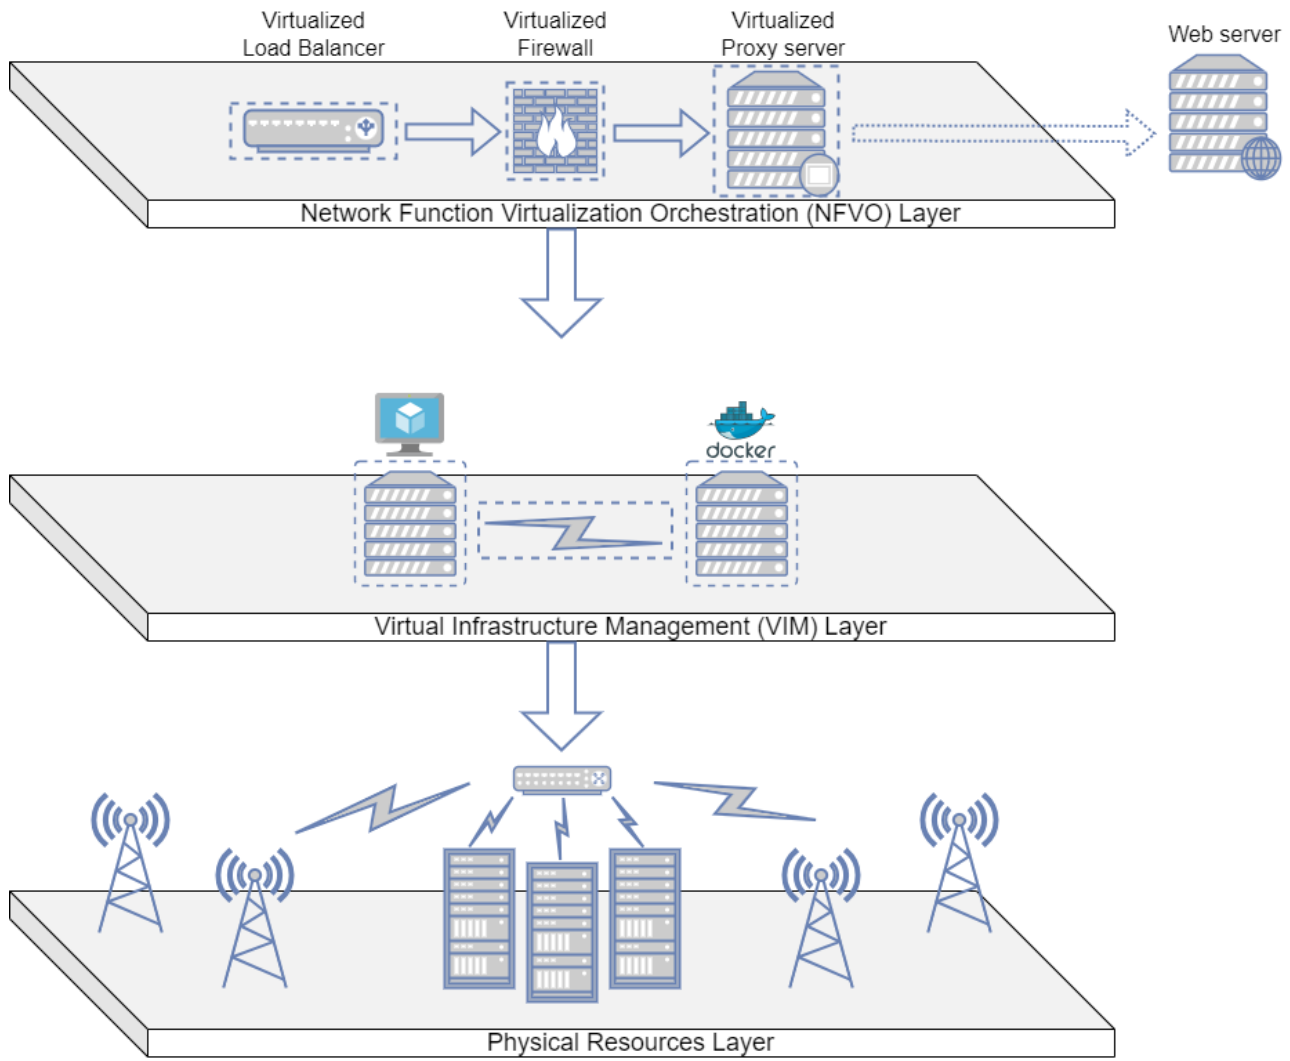 Virtualized
Load Balancer
Virtualized
Firewall
Virtualized
Proxy server
Web server
Network Function Virtualization Orchestration (NFVO) Layer
docker
Virtual Infrastructure Management (VIM) Layer
Physical Resources Layer